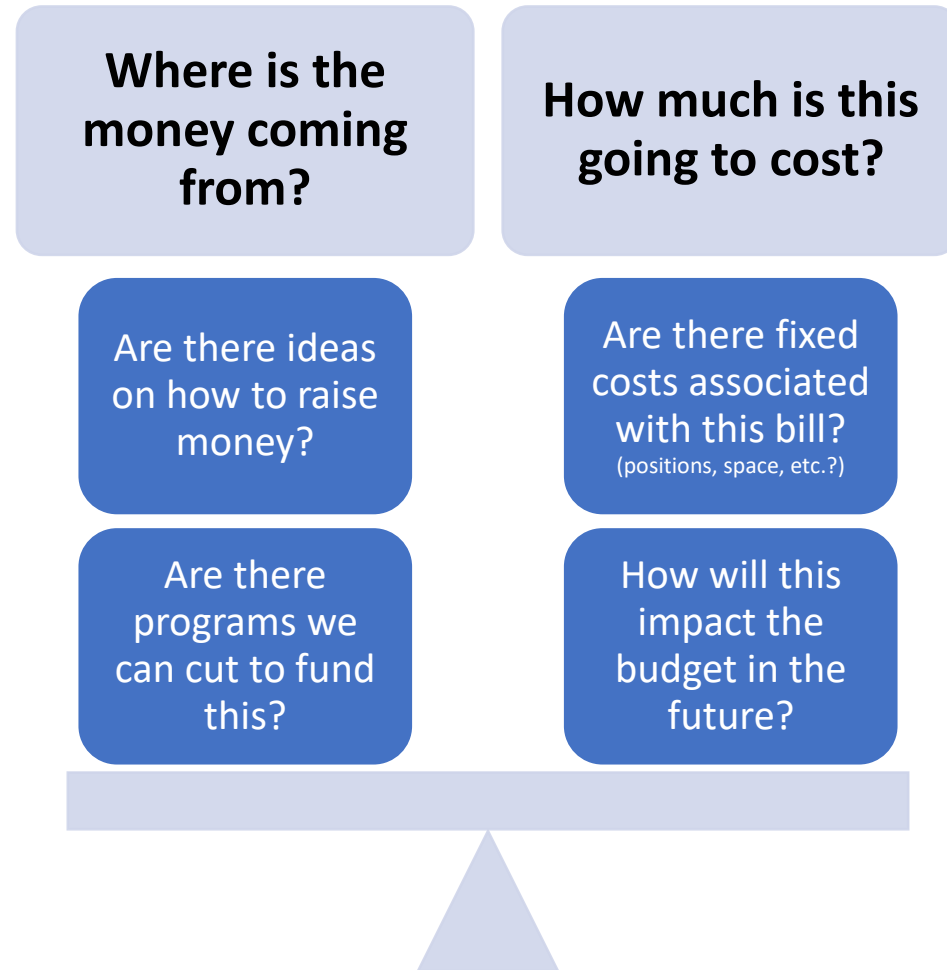 Where is the
money coming
from?
How much is this
going to cost?
Are there ideas
on how to raise
money?
Are there
programs we
can cut to fund
this?
Are there fixed
costs associated
with this bill?
(positions, space, etc.?)
How will this
impact the
budget in the
future?